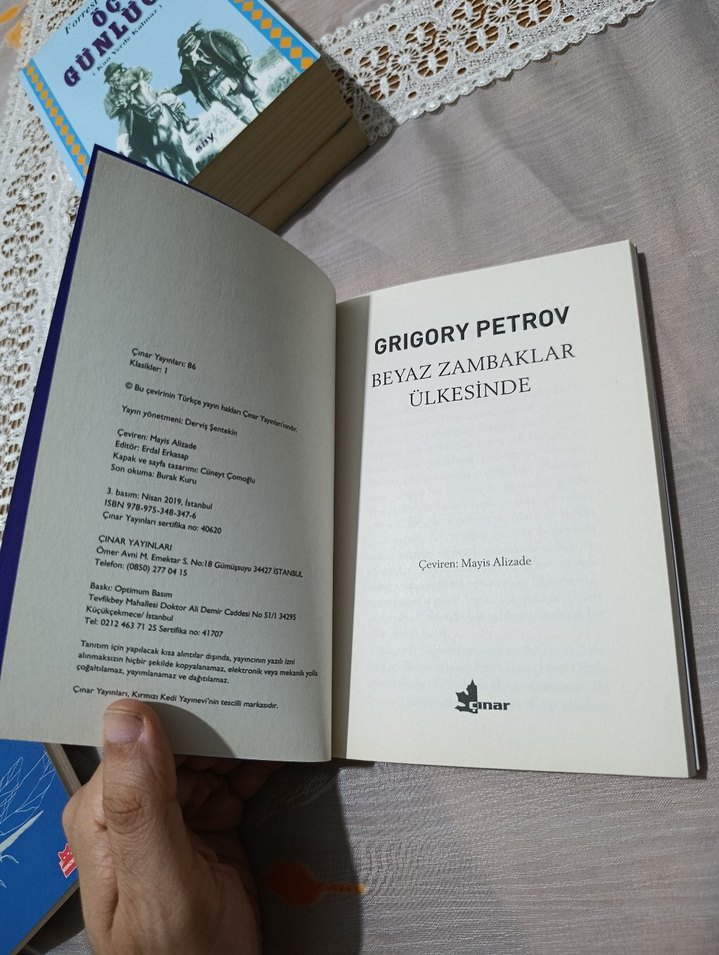 Forrest
ÖÇ
GÜNLÜĞ
( Kan Yerde Kalmaz )
say
Çınar Yayınları: 86
Klasikler: 1
© Bu çevirinin Türkçe yayın hakları Çınar Yayınları'nındır.
Yayın yönetmeni: Derviş Şentekin
Çeviren: Mayis Alizade
Editör: Erdal Erkasap
Kapak ve sayfa tasarımı: Cüneyt Çomoğlu
Son okuma: Burak Kuru
3. basım: Nisan 2019, İstanbul
ISBN 978-975-348-347-6
Çınar Yayınları sertifika no: 40620
ÇINAR YAYINLARI
Ömer Avni M. Emektar S. No:18 Gümüşsuyu 34427 İSTANBUL
Telefon: (0850) 277 04 15
Baskı: Optimum Basım
Tevfikbey Mahallesi Doktor Ali Demir Caddesi No 51/1 34295
Küçükçekmece/ İstanbul
Tel: 0212 463 71 25 Sertifika no: 41707
Tanıtım için yapılacak kısa alıntılar dışında, yayıncının yazılı izni
alınmaksızın hiçbir şekilde kopyalanamaz, elektronik veya mekanik yolla
çoğaltılamaz, yayımlanamaz ve dağıtılamaz.
Çınar Yayınları, Kırmızı Kedi Yayınevi'nin tescilli markasıdır.
GRIGORY PETROV
BEYAZ ZAMBAKLAR
ÜLKESİNDE
Çeviren: Mayis Alizade
çınar